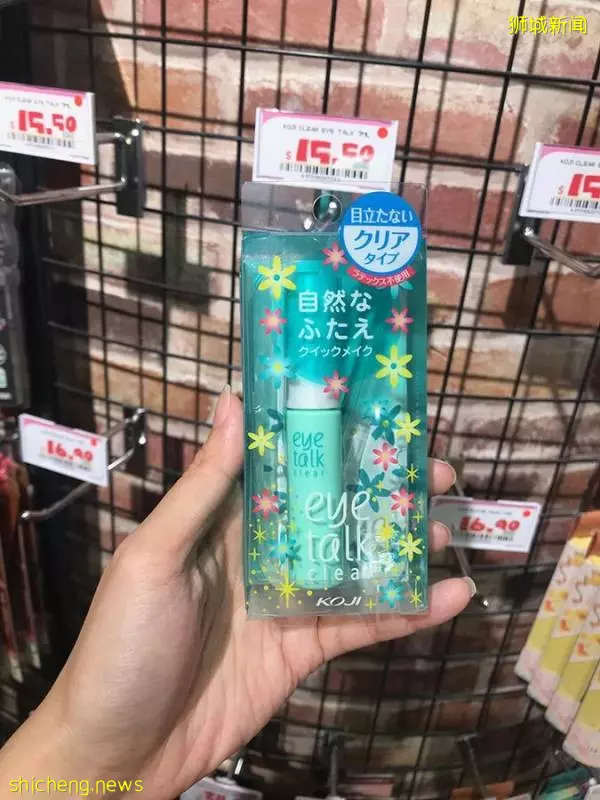 狮城新闻
KOJI CLEAR EYE TALK 7ML
$15.50
KOJI CLEAR EYE TALK 7ML
$15.50
KOJI CLEAR
$15
目立たない
クリア
タイプ
ラテックス不使用
自然な
ふたえ
クイックメイク
eye
talk
clear
eye
talk
clear
KOJI
16.90
16.90
shicheng.news